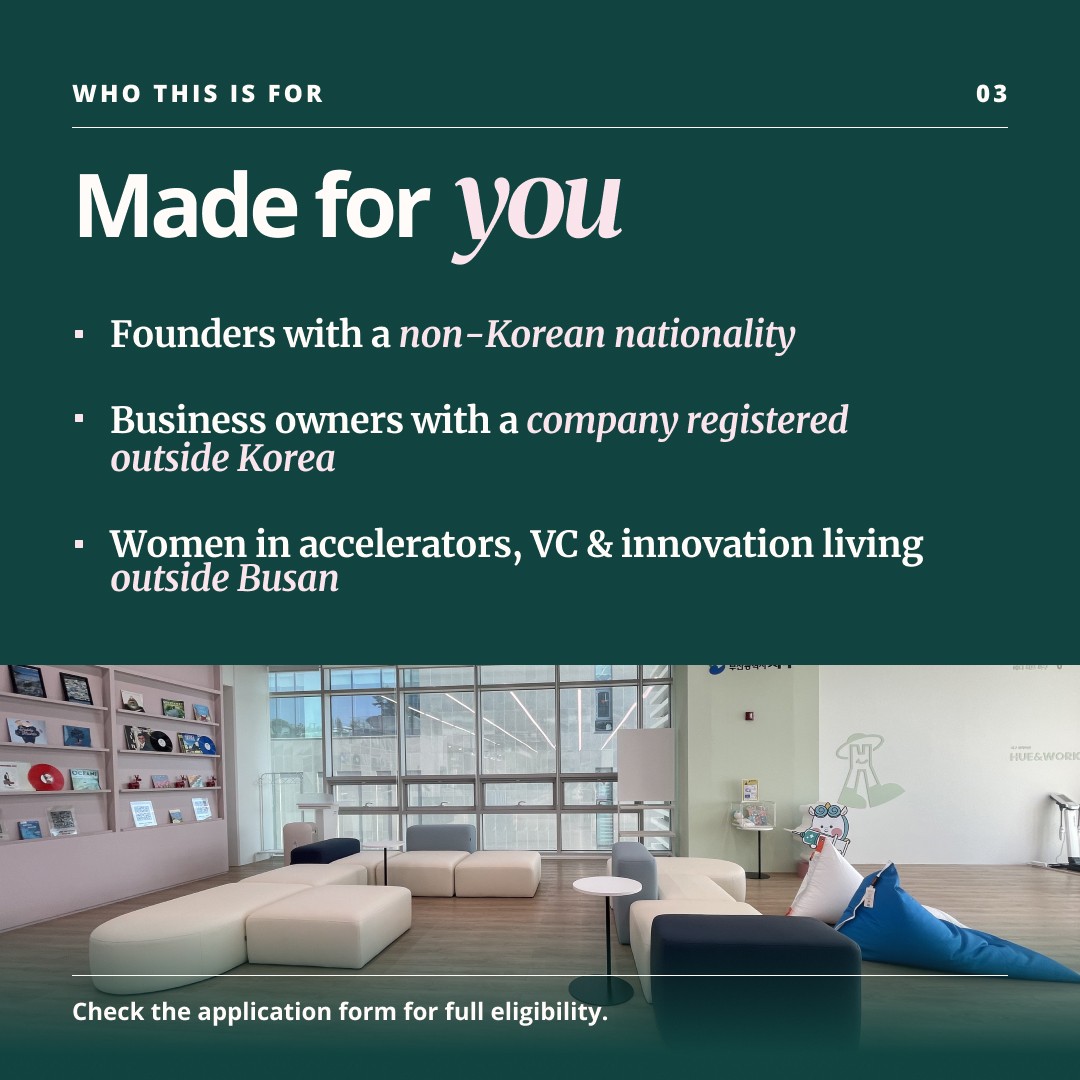 WHO THIS IS FOR
03
Made for you
Founders with a non-Korean nationality
Business owners with a company registered
outside Korea
Women in accelerators, VC & innovation living
outside Busan
HUE&WORK
Check the application form for full eligibility.